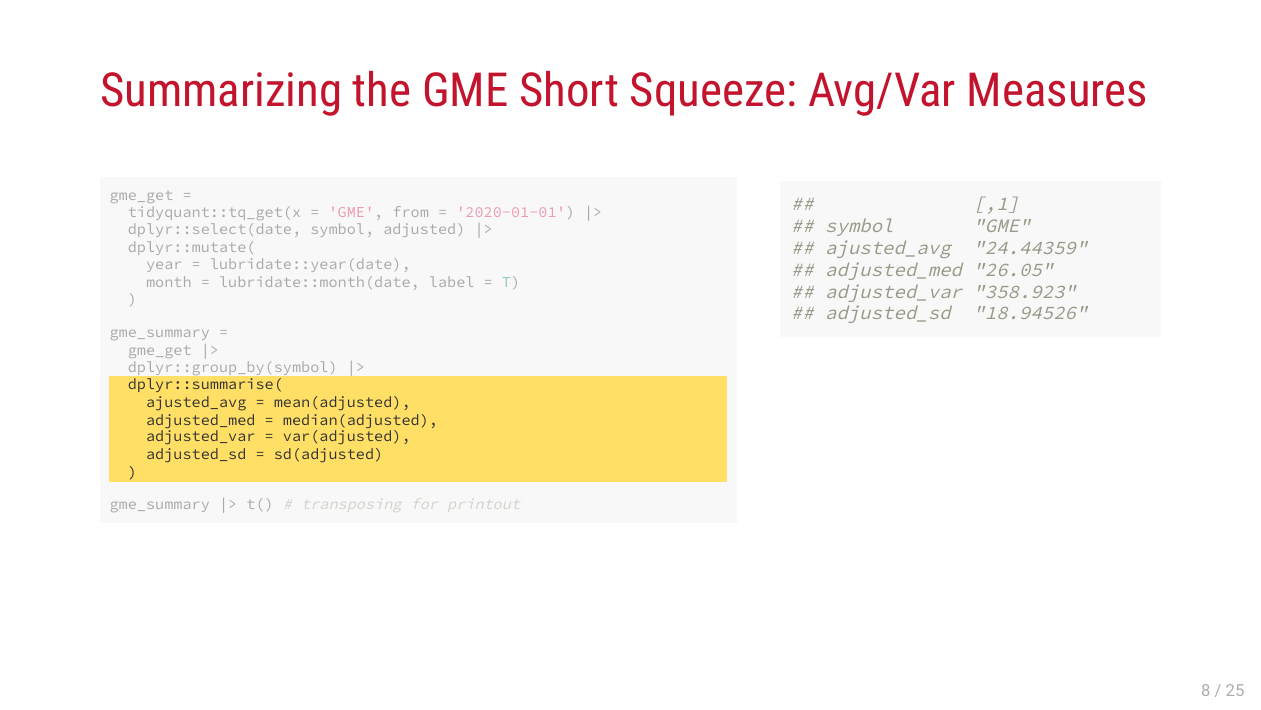 Summarizing the GME Short Squeeze: Avg/Var Measures
gme_get =
  tidyquant::tq_get(x = 'GME', from = '2020-01-01') |>
  dplyr::select(date, symbol, adjusted) |>
  dplyr::mutate(
    year = lubridate::year(date),
    month = lubridate::month(date, label = T)
  )
gme_summary =
  gme_get |>
  dplyr::group_by(symbol) |>
  dplyr::summarise(
    ajusted_avg = mean(adjusted),
    adjusted_med = median(adjusted),
    adjusted_var = var(adjusted),
    adjusted_sd = sd(adjusted)
  )
gme_summary |> t() # transposing for printout
##              [,1]
## symbol       "GME"
## ajusted_avg  "24.44359"
## adjusted_med "26.05"
## adjusted_var "358.923"
## adjusted_sd  "18.94526"
8 / 25